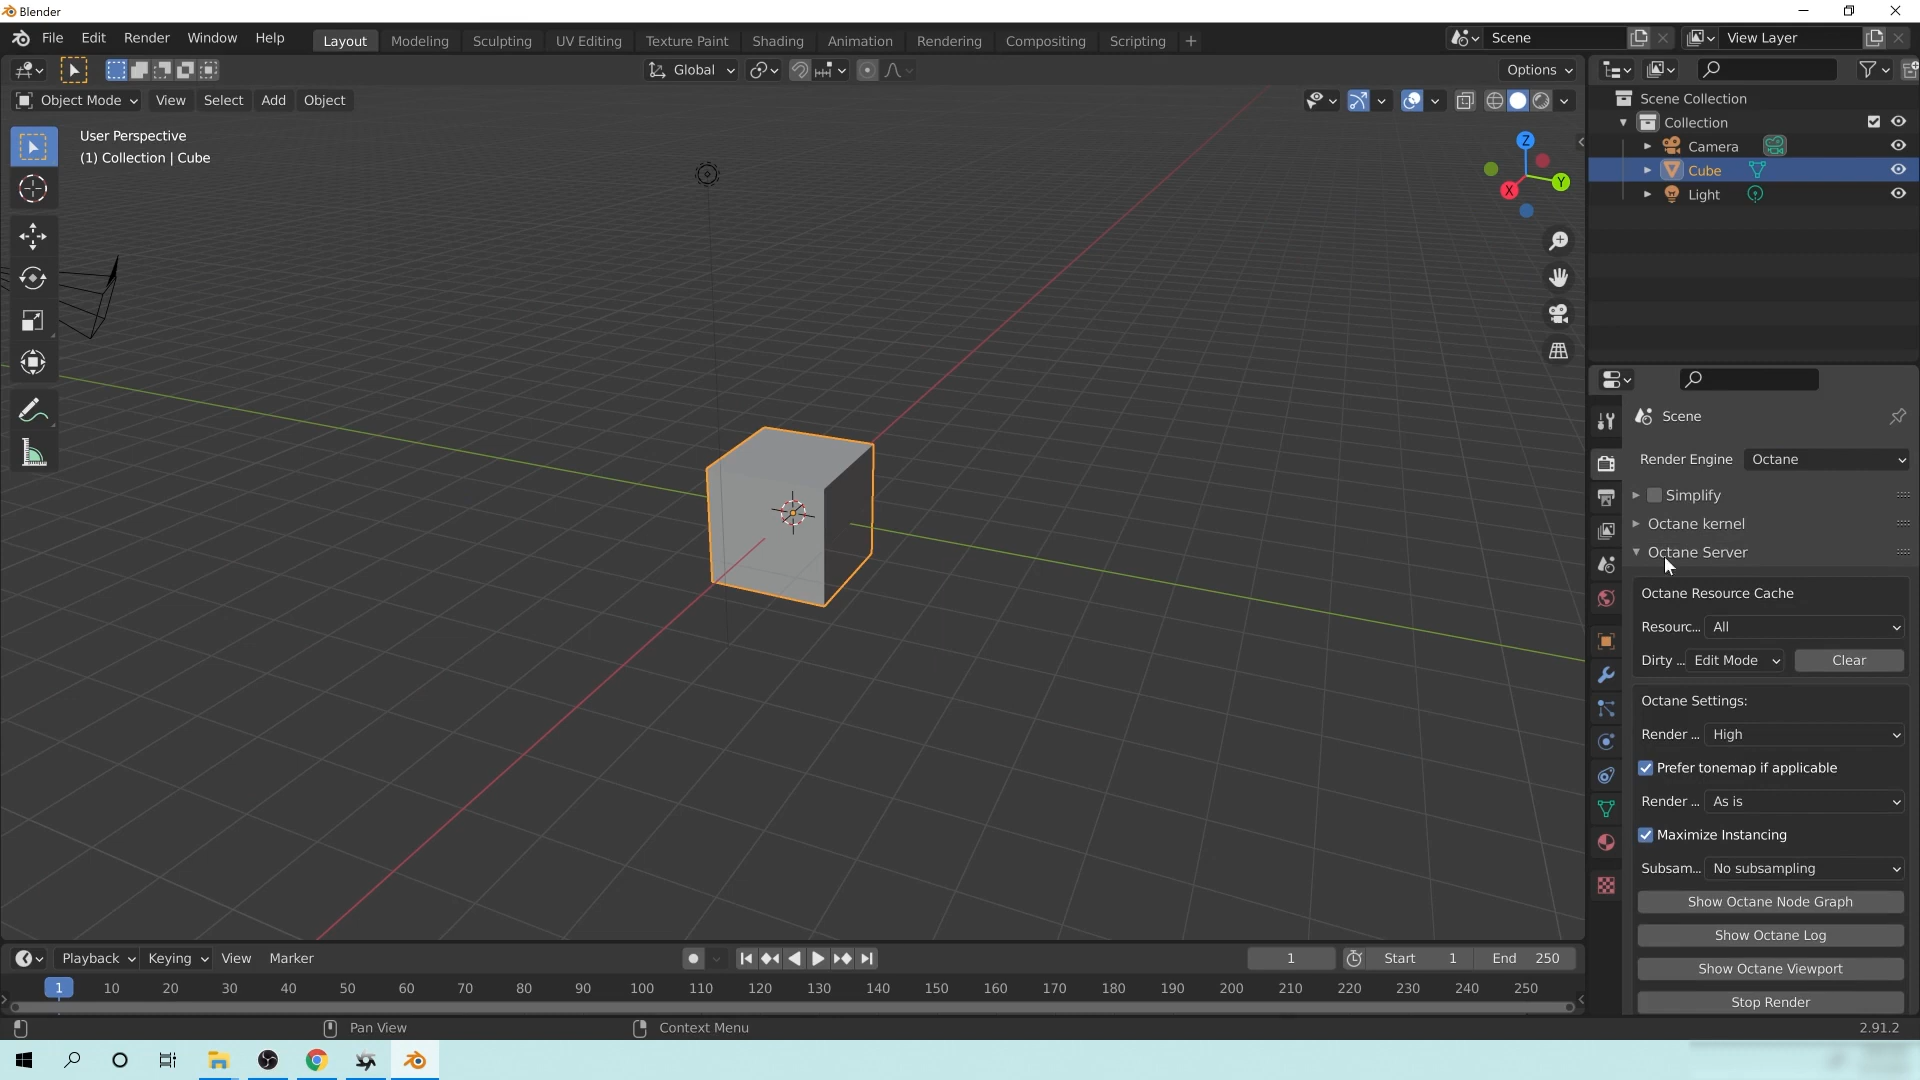 Blender
File Edit Render Window Help Layout Modeling Sculpting UV Editing Texture Paint Shading Animation Rendering Compositing Scripting + Scene View Layer
Global Options
Object Mode View Select Add Object
User Perspective
(1) Collection | Cube
Z
Y
X
Scene Collection
Collection
Camera
Cube
Light
Scene
Render Engine Octane
Simplify
Octane kernel
Octane Server
Octane Resource Cache
Resourc... All
Dirty ... Edit Mode Clear
Octane Settings:
Render ... High
Prefer tonemap if applicable
Render ... As is
Maximize Instancing
Subsam... No subsampling
Show Octane Node Graph
Show Octane Log
Show Octane Viewport
Stop Render
Playback Keying View Marker 1 Start 1 End 250
1 10 20 30 40 50 60 70 80 90 100 110 120 130 140 150 160 170 180 190 200 210 220 230 240 250
Pan View Context Menu 2.91.2